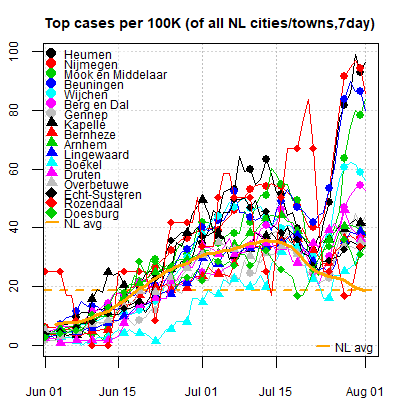 Top cases per 100K (of all NL cities/towns,7day)
100
80
60
40
20
0
Heumen
Nijmegen
Mook en Middelaar
Beuningen
Wijchen
Berg en Dal
Gennep
Kapelle
Bernheze
Arnhem
Lingewaard
Boekel
Druten
Overbetuwe
Echt-Susteren
Rozendaal
Doesburg
NL avg
NL avg
Jun 01
Jun 15
Jul 01
Jul 15
Aug 01